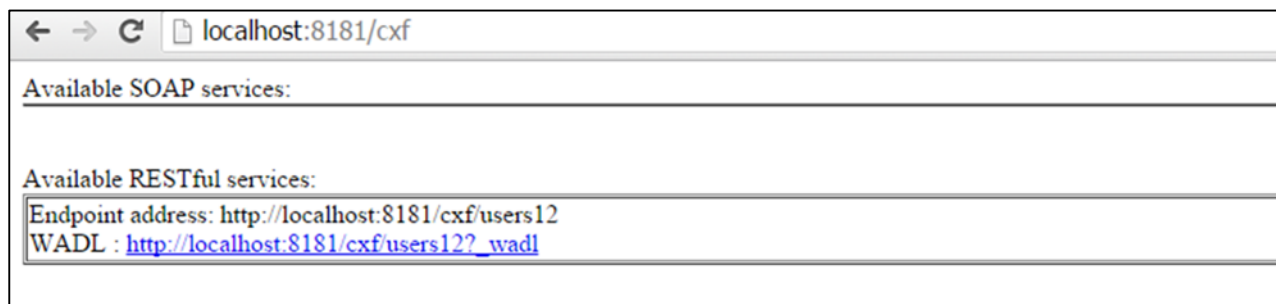 localhost:8181/cxf
Available SOAP services:
Available RESTful services:
Endpoint address: http://localhost:8181/cxf/users12
WADL : http://localhost:8181/cxf/users12?_wadl